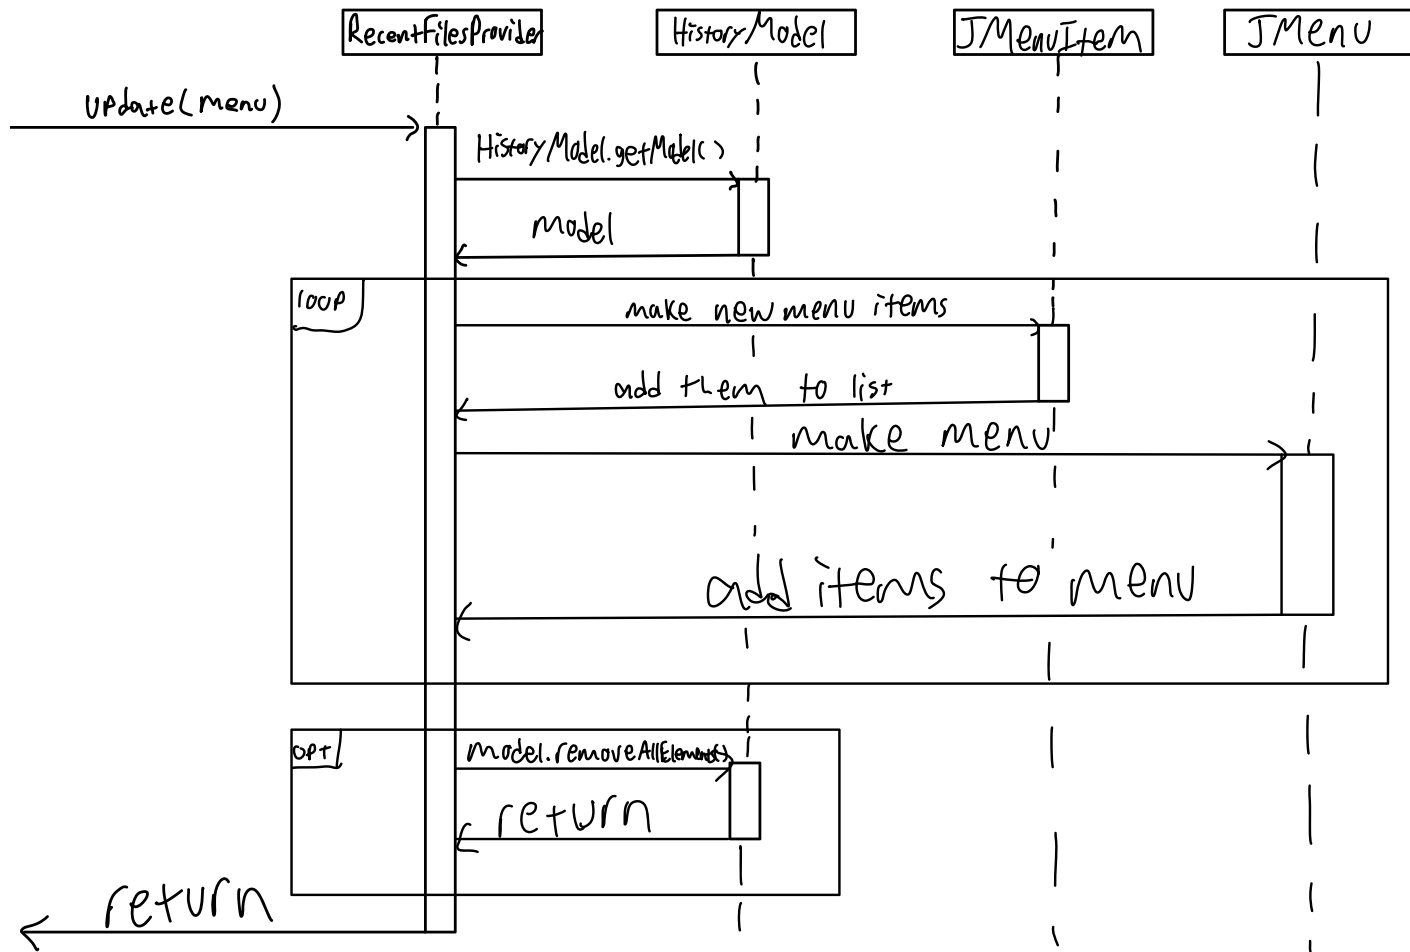 RecentFilesProvider
HistoryModel
JMenuItem
JMenu
update(menu)
HistoryModel.getModel()
model
loop
make new menu items
add them to list
make menu
add items to menu
opt
model.removeAllElements()
return
return